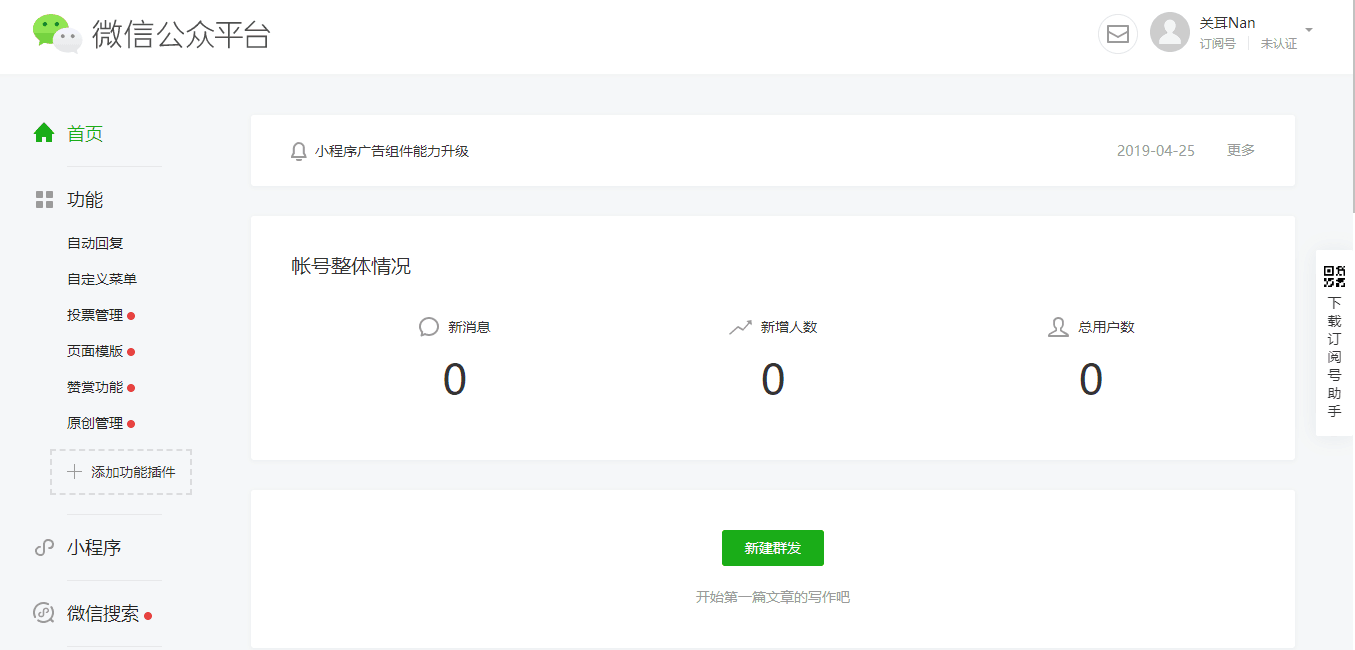 微信公众平台
关耳Nan
订阅号 未认证
首页
功能
自动回复
自定义菜单
投票管理
页面模版
赞赏功能
原创管理
添加功能插件
小程序
微信搜索
小程序广告组件能力升级 2019-04-25 更多
帐号整体情况
新消息 新增人数 总用户数
0 0 0
新建群发
开始第一篇文章的写作吧
下载订阅号助手